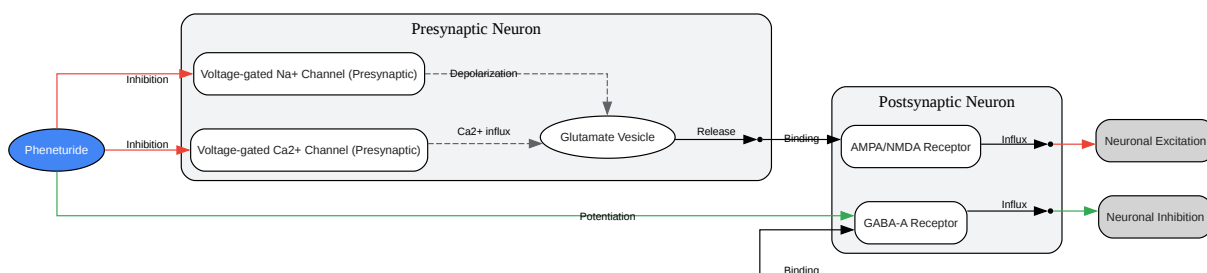 Presynaptic Neuron
Voltage-gated Na+ Channel (Presynaptic)
Depolarization
Inhibition
Postsynaptic Neuron
Ca2+ influx
Release
Glutamate Vesicle
Pheneturide
Inhibition
Voltage-gated Ca2+ Channel (Presynaptic)
Binding
AMPA/NMDA Receptor
Influx
Neuronal Excitation
Influx
Potentiation
GABA-A Receptor
Neuronal Inhibition
Binding